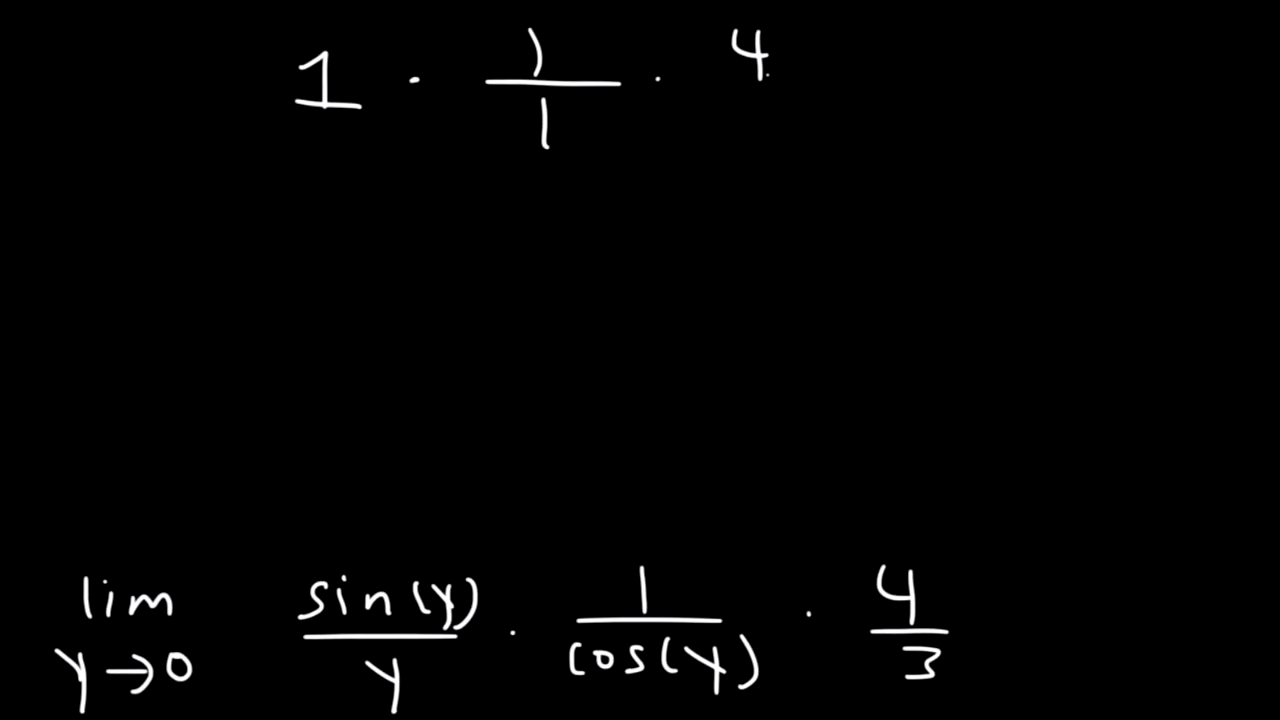 1 · 1/1 · 4
lim y→0 sin(y)/y · 1/cos(y) · 4/3